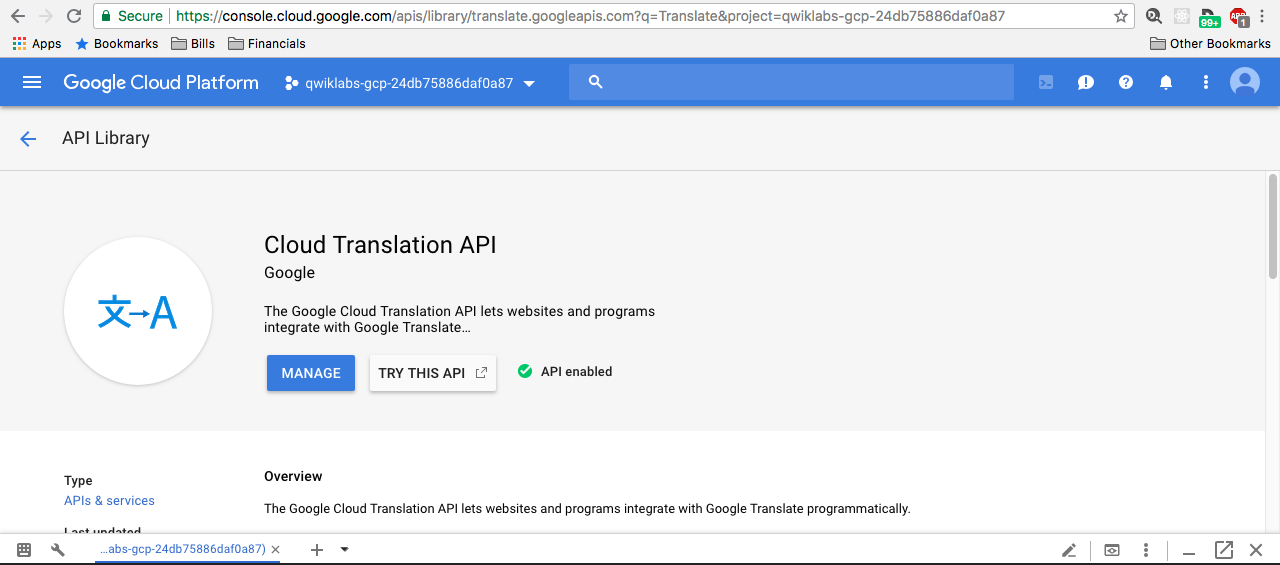 Secure https://console.cloud.google.com/apis/library/translate.googleapis.com?q=Translate&project=qwiklabs-gcp-24db75886daf0a87
99+
1
Apps Bookmarks Bills Financials Other Bookmarks
Google Cloud Platform qwiklabs-gcp-24db75886daf0a87
API Library
文→A
Cloud Translation API
Google
The Google Cloud Translation API lets websites and programs
integrate with Google Translate…
MANAGE TRY THIS API API enabled
Type
APIs & services
Last updated
Overview
The Google Cloud Translation API lets websites and programs integrate with Google Translate programmatically.
…abs-gcp-24db75886daf0a87)